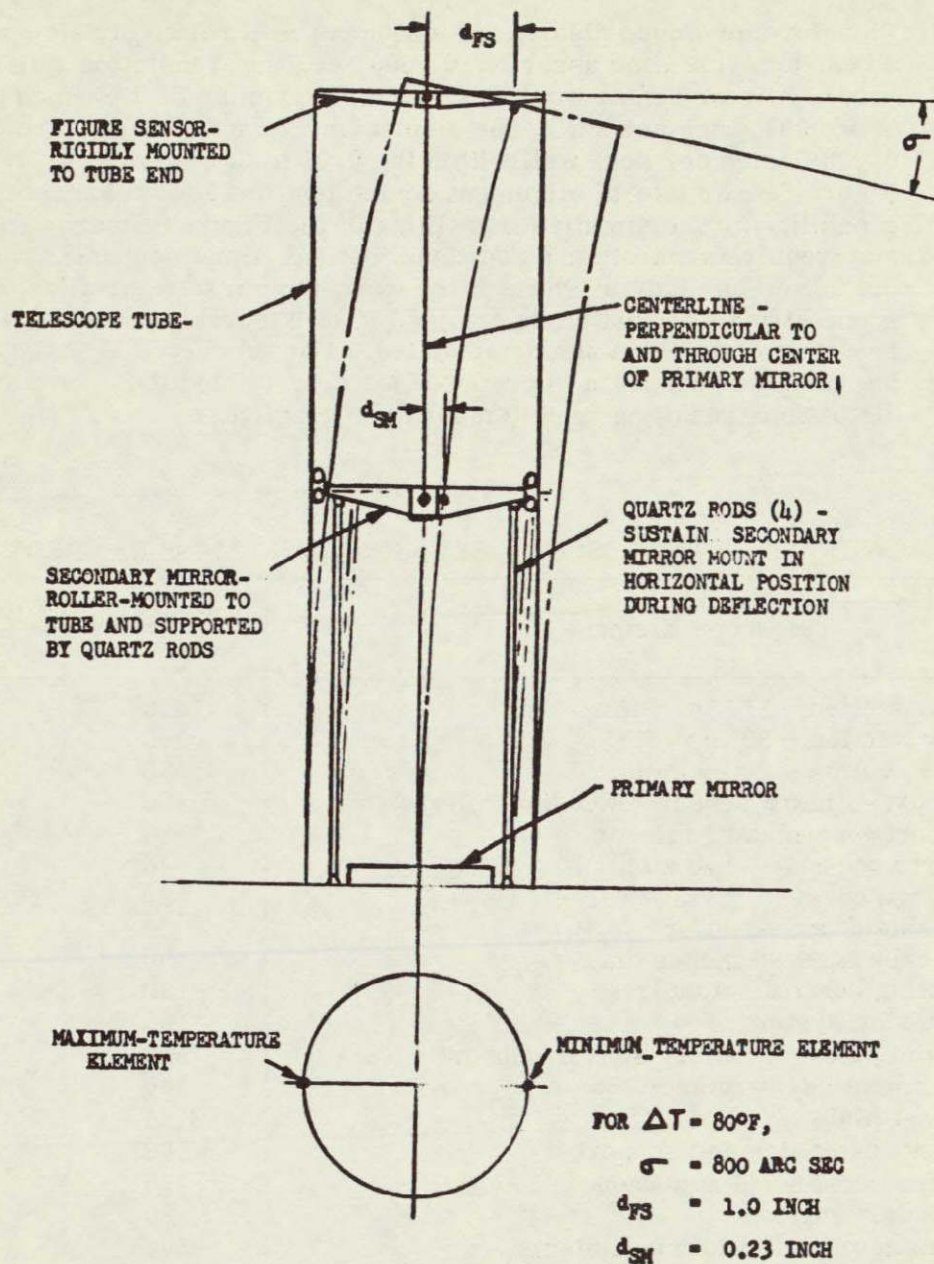 dFS
FIGURE SENSOR-
RIGIDLY MOUNTED
TO TUBE END
σ
TELESCOPE TUBE-
CENTERLINE -
PERPENDICULAR TO
AND THROUGH CENTER
OF PRIMARY MIRROR
dSM
QUARTZ RODS (4) -
SUSTAIN SECONDARY
MIRROR MOUNT IN
HORIZONTAL POSITION
DURING DEFLECTION
SECONDARY MIRROR-
ROLLER-MOUNTED TO
TUBE AND SUPPORTED
BY QUARTZ RODS
PRIMARY MIRROR
MAXIMUM-TEMPERATURE
ELEMENT
MINIMUM_TEMPERATURE ELEMENT
FOR ΔT = 80°F,
σ = 800 ARC SEC
dFS = 1.0 INCH
dSM = 0.23 INCH